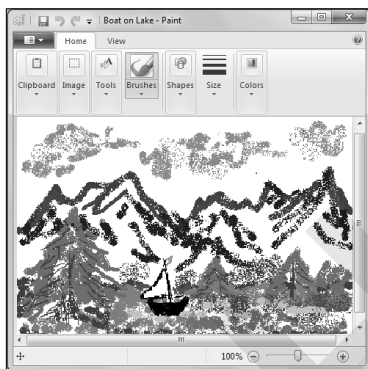 Boat on Lake - Paint
Home View
Clipboard Image Tools Brushes Shapes Size Colors
100%